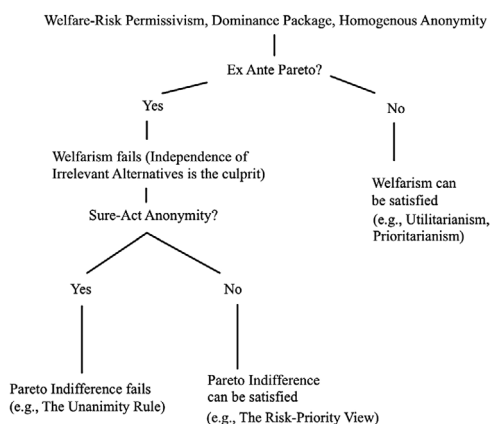 Welfare-Risk Permissivism, Dominance Package, Homogenous Anonymity
Ex Ante Pareto?
Yes
No
Welfarism fails (Independence of
Irrelevant Alternatives is the culprit)
Welfarism can
be satisfied
(e.g., Utilitarianism,
Prioritarianism)
Sure-Act Anonymity?
Yes
No
Pareto Indifference fails
(e.g., The Unanimity Rule)
Pareto Indifference
can be satisfied
(e.g., The Risk-Priority View)